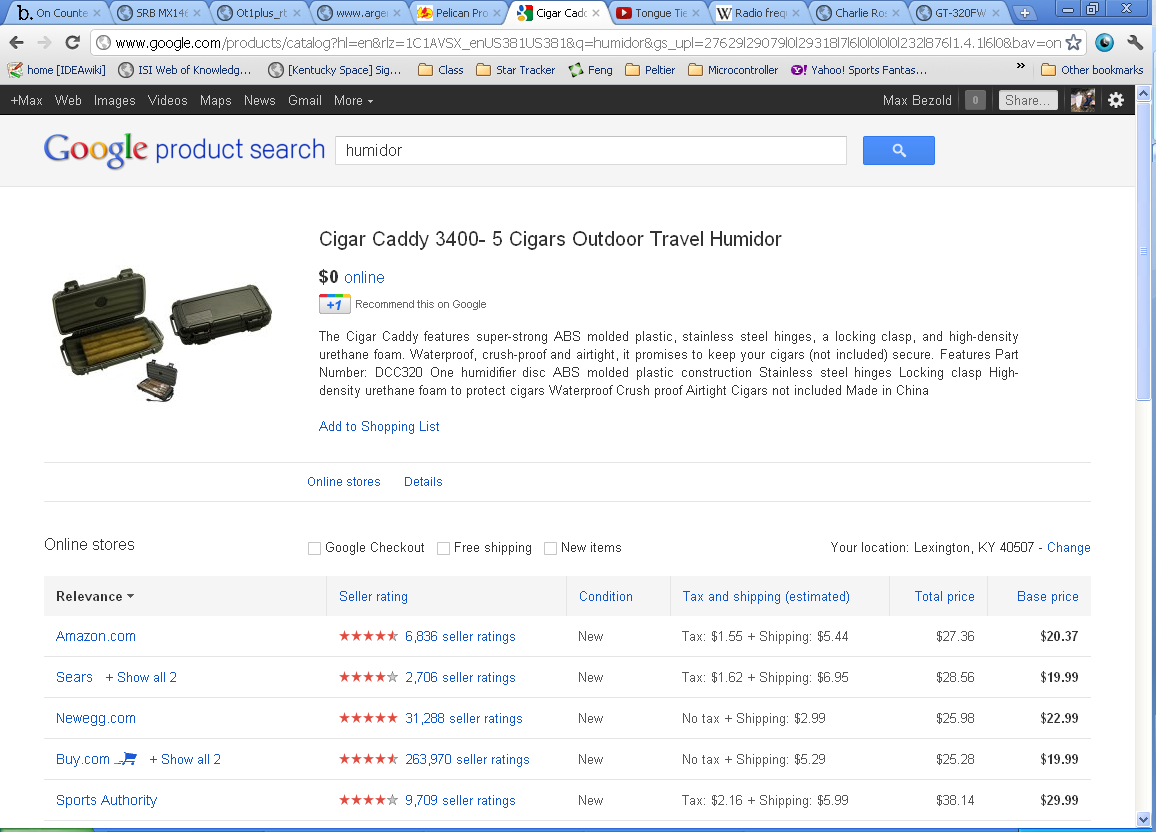 b. On Counte
SRB MX146
Ot1plus_rt
www.arge
Pelican Pro
Cigar Cadd
Tongue Tie
Radio freq
Charlie Ros
GT-320FW
www.google.com/products/catalog?hl=en&rlz=1C1AVSX_enUS381US381&q=humidor&gs_upl=27629l29079l0l29318l7l6l0l0l0l0l232l876l1.4.1l6l0&bav=on
home [IDEAwiki] ISI Web of Knowledg... [Kentucky Space] Sig... Class Star Tracker Feng Peltier Microcontroller Yahoo! Sports Fantas... » Other bookmarks
+Max Web Images Videos Maps News Gmail More Max Bezold 0 Share...
Google product search humidor
Cigar Caddy 3400- 5 Cigars Outdoor Travel Humidor
$0 online
+1 Recommend this on Google
The Cigar Caddy features super-strong ABS molded plastic, stainless steel hinges, a locking clasp, and high-density
urethane foam. Waterproof, crush-proof and airtight, it promises to keep your cigars (not included) secure. Features Part
Number: DCC320 One humidifier disc ABS molded plastic construction Stainless steel hinges Locking clasp High-
density urethane foam to protect cigars Waterproof Crush proof Airtight Cigars not included Made in China
Add to Shopping List
Online stores Details
Online stores Google Checkout Free shipping New items Your location: Lexington, KY 40507 - Change
Relevance Seller rating Condition Tax and shipping (estimated) Total price Base price
Amazon.com 6,836 seller ratings New Tax: $1.55 + Shipping: $5.44 $27.36 $20.37
Sears + Show all 2 2,706 seller ratings New Tax: $1.62 + Shipping: $6.95 $28.56 $19.99
Newegg.com 31,288 seller ratings New No tax + Shipping: $2.99 $25.98 $22.99
Buy.com + Show all 2 263,970 seller ratings New No tax + Shipping: $5.29 $25.28 $19.99
Sports Authority 9,709 seller ratings New Tax: $2.16 + Shipping: $5.99 $38.14 $29.99